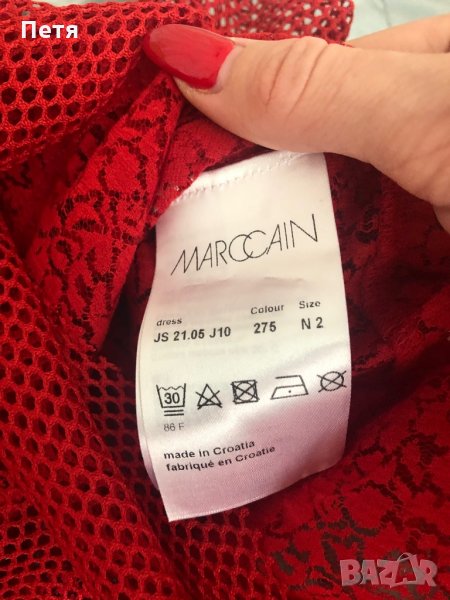 Петя
MARCCAIN
dress Colour Size
JS 21.05 J10 275 N 2
30
86 F
made in Croatia
fabriqué en Croatie
BAZAR